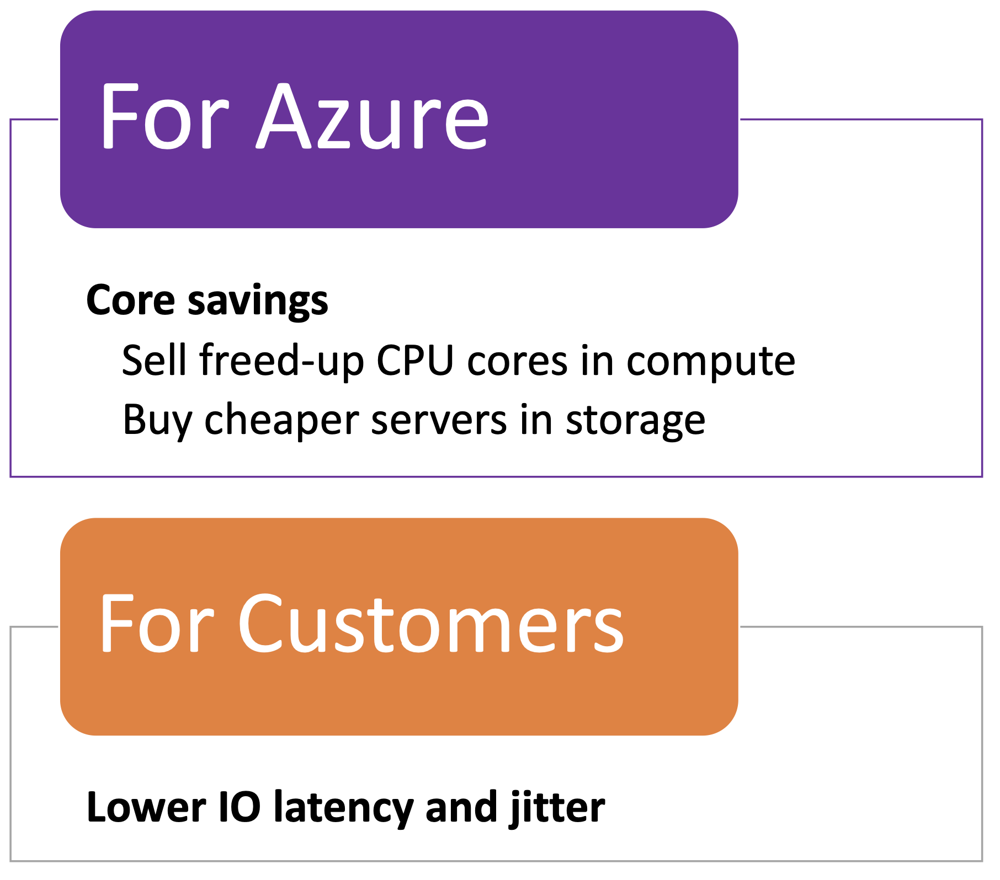 For Azure
Core savings
Sell freed-up CPU cores in compute
Buy cheaper servers in storage
For Customers
Lower IO latency and jitter